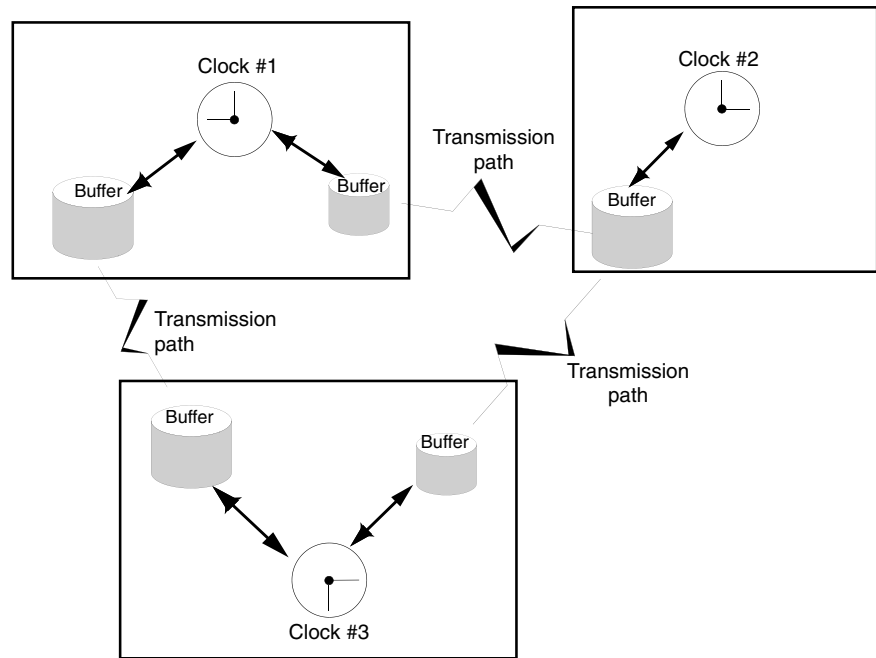 Clock #1
Buffer
Buffer
Transmission
path
Clock #2
Buffer
Transmission
path
Transmission
path
Buffer
Buffer
Clock #3